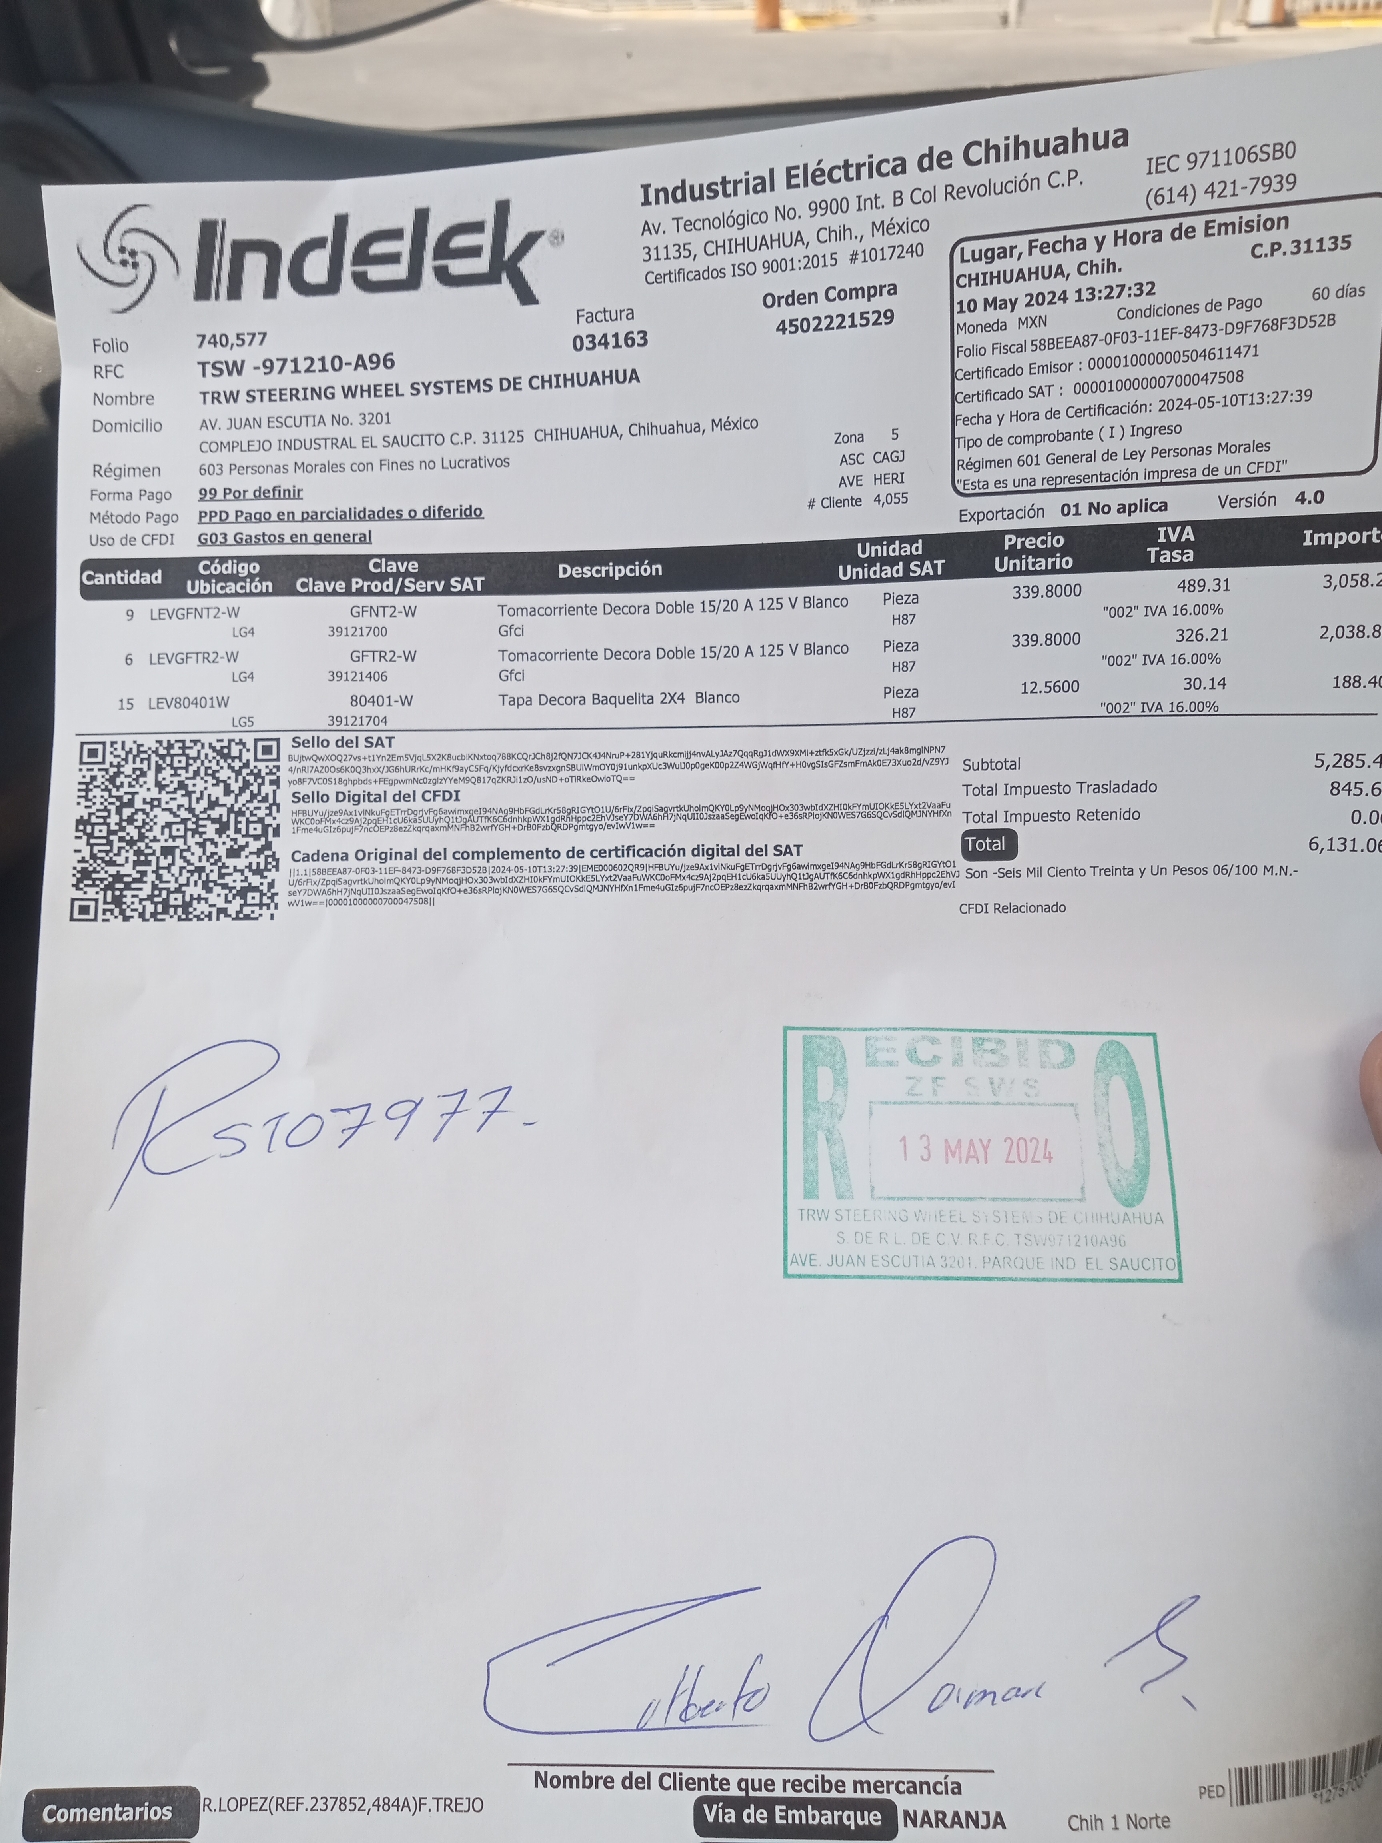 Indelek®
Industrial Eléctrica de Chihuahua
IEC 971106SB0
Av. Tecnológico No. 9900 Int. B Col Revolución C.P.
(614) 421-7939
31135, CHIHUAHUA, Chih., México
Certificados ISO 9001:2015 #1017240
Lugar, Fecha y Hora de Emision
C.P.31135
CHIHUAHUA, Chih.
10 May 2024 13:27:32
Moneda MXN Condiciones de Pago 60 días
Folio Fiscal 58BEEA87-0F03-11EF-8473-D9F768F3D52B
Certificado Emisor : 00001000000504611471
Certificado SAT : 00001000000700047508
Fecha y Hora de Certificación: 2024-05-10T13:27:39
Tipo de comprobante ( I ) Ingreso
Régimen 601 General de Ley Personas Morales
"Esta es una representación impresa de un CFDI"
Exportación 01 No aplica Versión 4.0
Factura
034163
Orden Compra
4502221529
Folio 740,577
RFC TSW -971210-A96
Nombre TRW STEERING WHEEL SYSTEMS DE CHIHUAHUA
Domicilio AV. JUAN ESCUTIA No. 3201
COMPLEJO INDUSTRAL EL SAUCITO C.P. 31125 CHIHUAHUA, Chihuahua, México
Régimen 603 Personas Morales con Fines no Lucrativos
Forma Pago 99 Por definir
Método Pago PPD Pago en parcialidades o diferido
Uso de CFDI G03 Gastos en general
Zona 5
ASC CAGJ
AVE HERI
# Cliente 4,055
Cantidad Código Ubicación Clave Clave Prod/Serv SAT Descripción Unidad Unidad SAT Precio Unitario IVA Tasa Import
9 LEVGFNT2-W GFNT2-W Tomacorriente Decora Doble 15/20 A 125 V Blanco Pieza 339.8000 489.31 3,058.2
LG4 39121700 Gfci H87 "002" IVA 16.00%
6 LEVGFTR2-W GFTR2-W Tomacorriente Decora Doble 15/20 A 125 V Blanco Pieza 339.8000 326.21 2,038.8
LG4 39121406 Gfci H87 "002" IVA 16.00%
15 LEV80401W 80401-W Tapa Decora Baquelita 2X4 Blanco Pieza 12.5600 30.14 188.40
LG5 39121704 H87 "002" IVA 16.00%
Sello del SAT
Sello Digital del CFDI
Cadena Original del complemento de certificación digital del SAT
Subtotal 5,285.4
Total Impuesto Trasladado 845.6
Total Impuesto Retenido 0.0
Total 6,131.06
Son -Seis Mil Ciento Treinta y Un Pesos 06/100 M.N.-
CFDI Relacionado
Rs107977.
RECIBIDO
ZF SWS
13 MAY 2024
TRW STEERING WHEEL SYSTEMS DE CHIHUAHUA
S. DE R.L. DE C.V. R.F.C. TSW971210A96
AVE. JUAN ESCUTIA 3201, PARQUE IND EL SAUCITO
Nombre del Cliente que recibe mercancía
Comentarios R.LOPEZ(REF.237852,484A)F.TREJO
Vía de Embarque NARANJA
Chih 1 Norte
PED